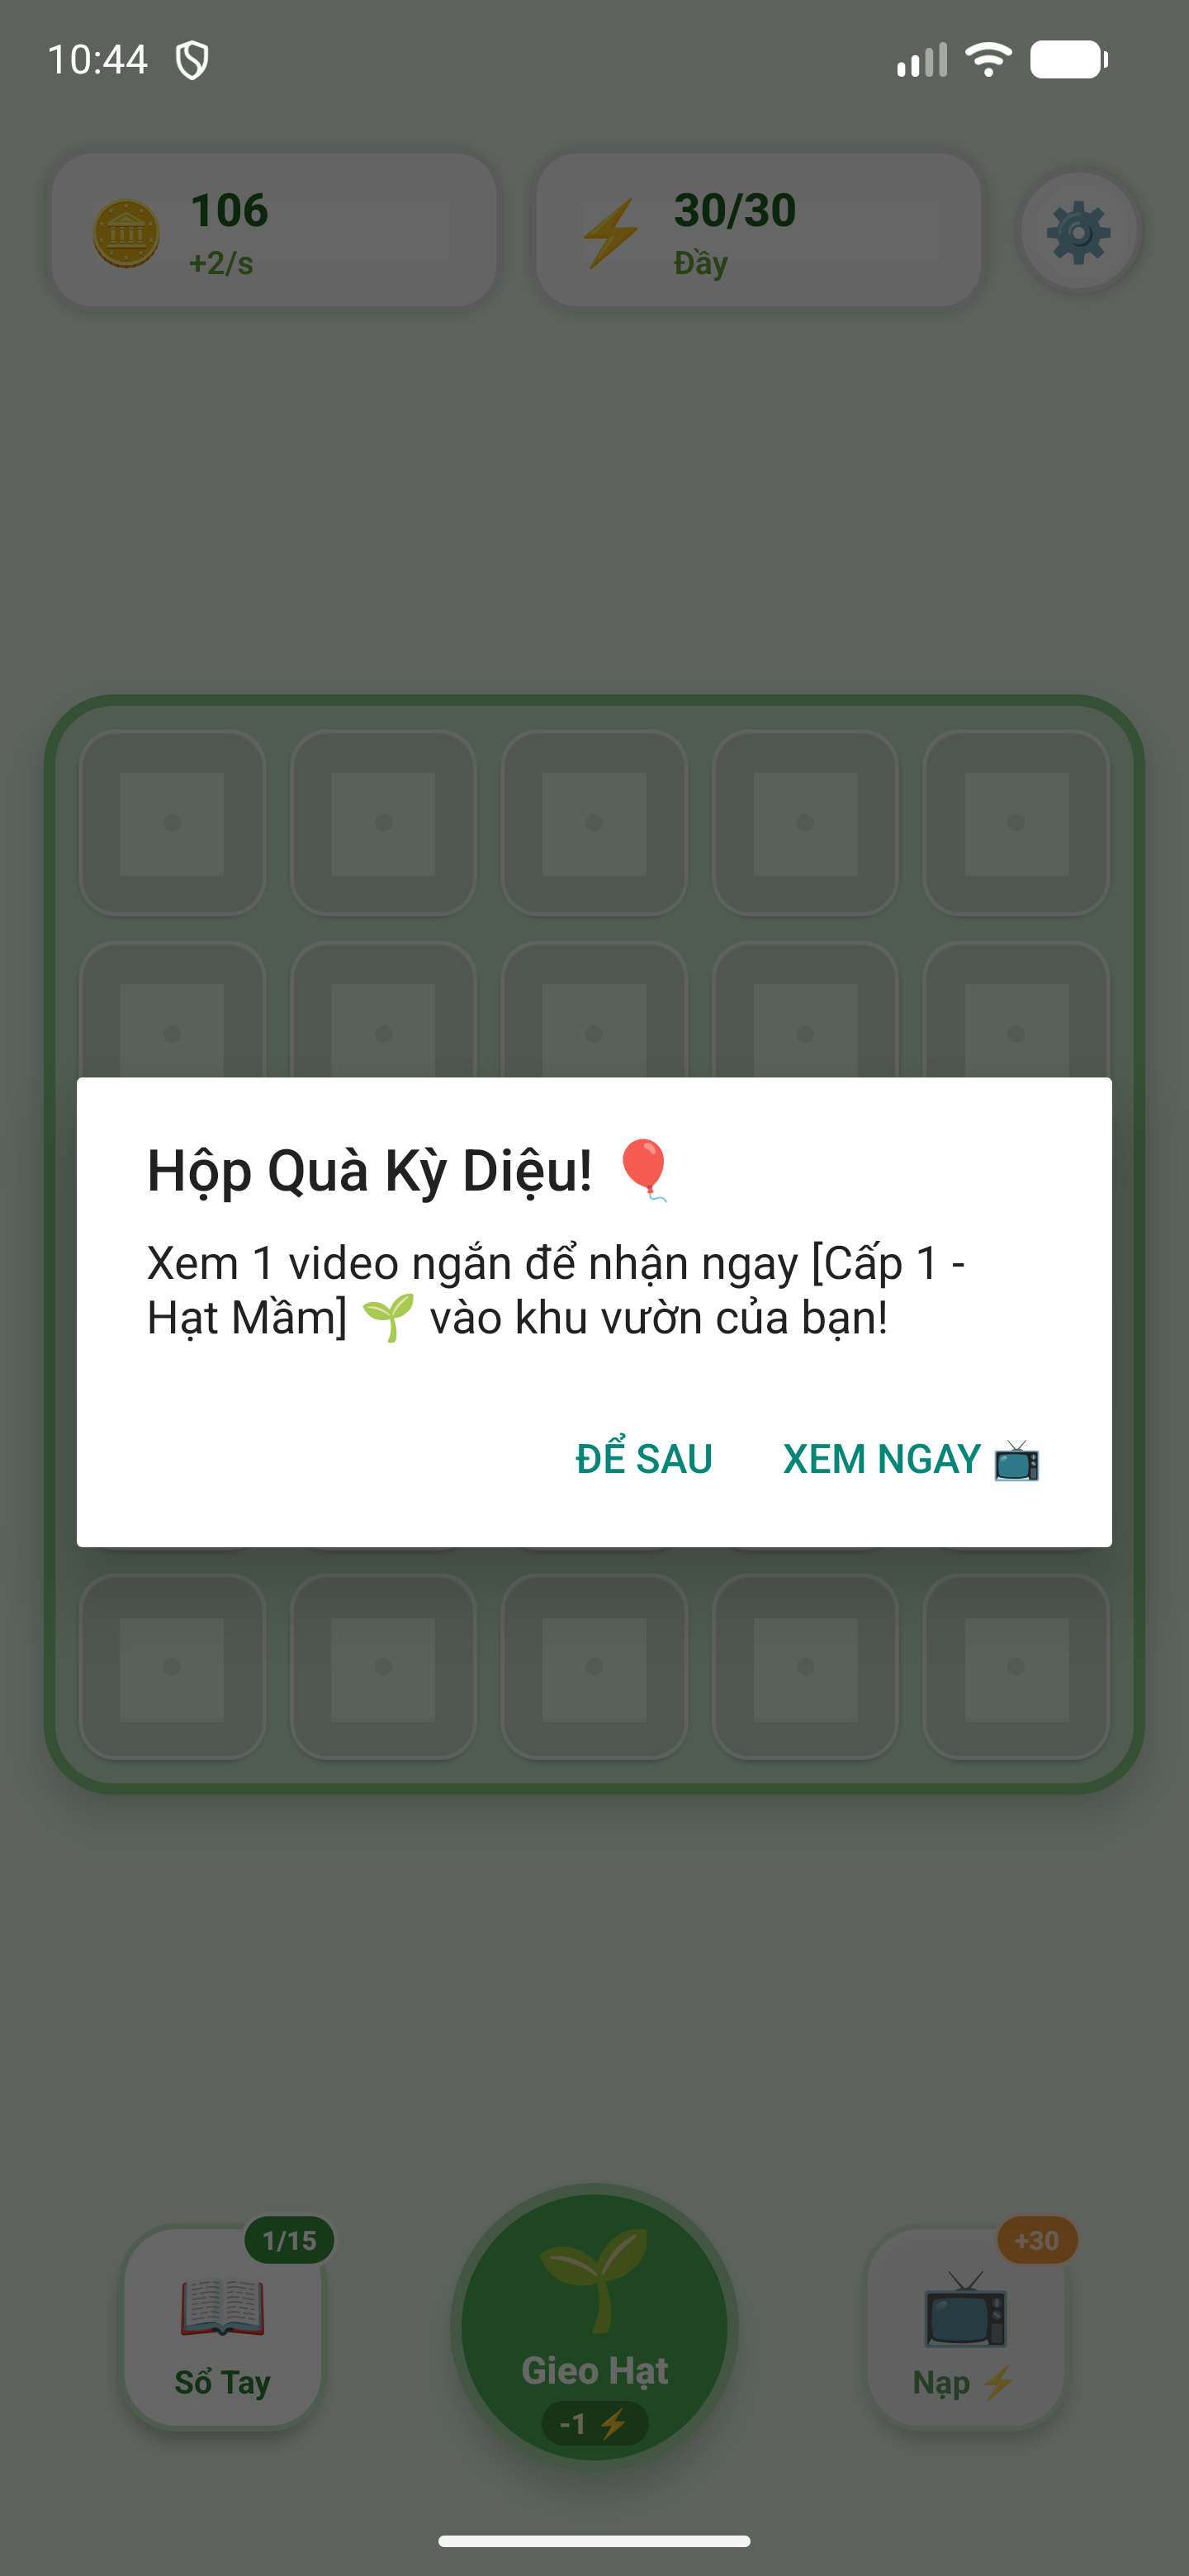 10:44
106
+2/s
30/30
Đầy
Hộp Quà Kỳ Diệu! 🎈
Xem 1 video ngắn để nhận ngay [Cấp 1 -
Hạt Mầm] 🌱 vào khu vườn của bạn!
ĐỂ SAU
XEM NGAY 📺
1/15
Sổ Tay
Gieo Hạt
-1 ⚡
+30
Nạp ⚡